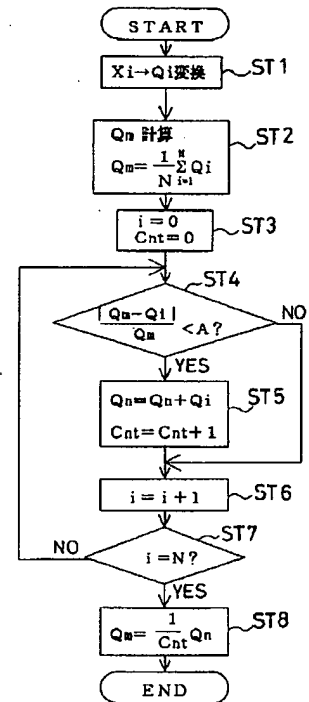 START
Xi→Qi変換
ST1
Qm 計算
Qm=1/N N Σ i=1 Qi
ST2
i=0
Cnt=0
ST3
ST4
|Qm-Qi|/Qm <A?
NO
YES
Qn=Qn+Qi
Cnt=Cnt+1
ST5
i=i+1
ST6
ST7
i=N?
NO
YES
Qm=1/Cnt Qn
ST8
END